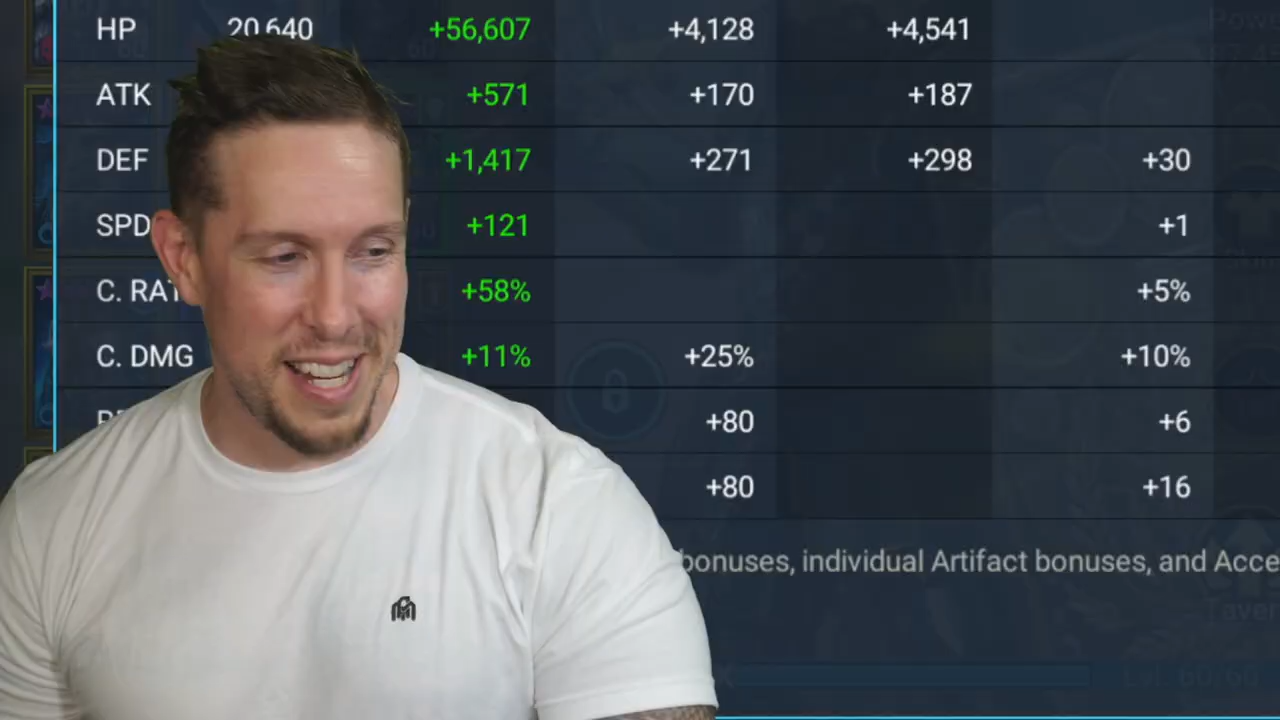 HP 20,640 +56,607 +4,128 +4,541
ATK +571 +170 +187
DEF +1,417 +271 +298 +30
SPD +121 +1
C. RAT +58% +5%
C. DMG +11% +25% +10%
+80 +6
+80 +16
bonuses, individual Artifact bonuses, and Acce